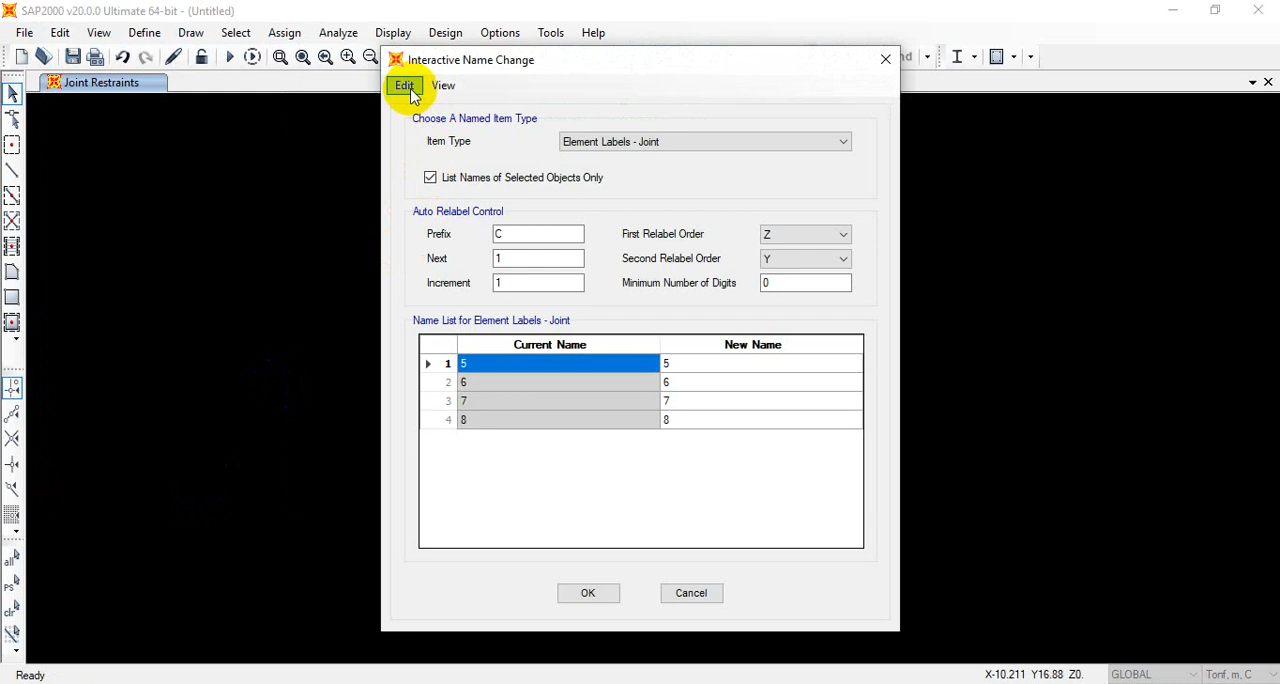 SAP2000 v20.0.0 Ultimate 64-bit - (Untitled)
File Edit View Define Draw Select Assign Analyze Display Design Options Tools Help
Interactive Name Change
nd
Joint Restraints
Edit View
Choose A Named Item Type
Item Type Element Labels - Joint
List Names of Selected Objects Only
Auto Relabel Control
Prefix C First Relabel Order Z
Next 1 Second Relabel Order Y
Increment 1 Minimum Number of Digits 0
Name List for Element Labels - Joint
Current Name New Name
1 5 5
2 6 6
3 7 7
4 8 8
all
PS
clr
OK Cancel
Ready X-10.211 Y16.88 Z0. GLOBAL Tonf, m, C